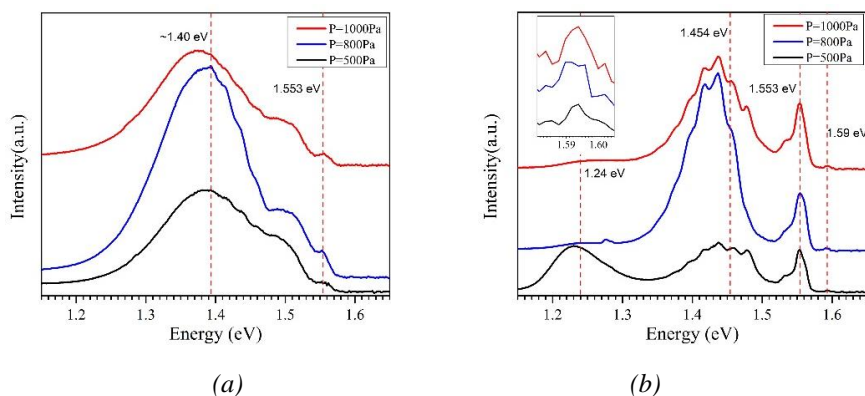 ~1.40 eV
P=1000Pa
P=800Pa
P=500Pa
1.553 eV
Intensity(a.u.)
1.2 1.3 1.4 1.5 1.6
Energy (eV)
(a)
1.59 1.60
1.454 eV
P=1000Pa
P=800Pa
P=500Pa
1.553 eV
1.59 eV
1.24 eV
Intensity(a.u.)
1.2 1.3 1.4 1.5 1.6
Energy (eV)
(b)